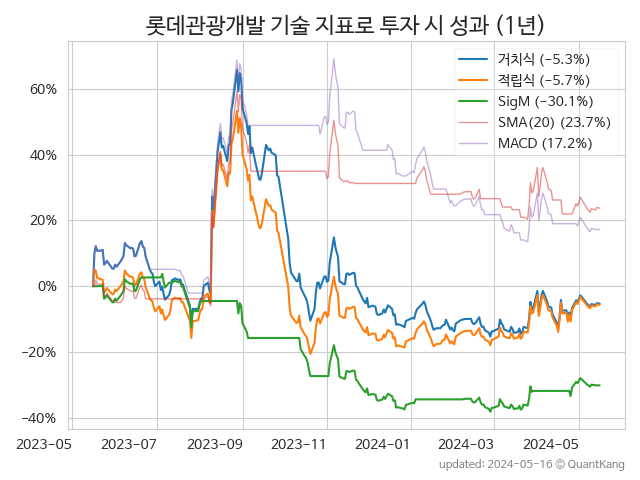 롯데관광개발 기술 지표로 투자 시 성과 (1년)
거치식 (−5.3%)
적립식 (−5.7%)
SigM (−30.1%)
SMA(20) (23.7%)
MACD (17.2%)
60%
40%
20%
0%
−20%
−40%
2023-05 2023-07 2023-09 2023-11 2024-01 2024-03 2024-05
updated: 2024-05-16 ⓒ QuantKang